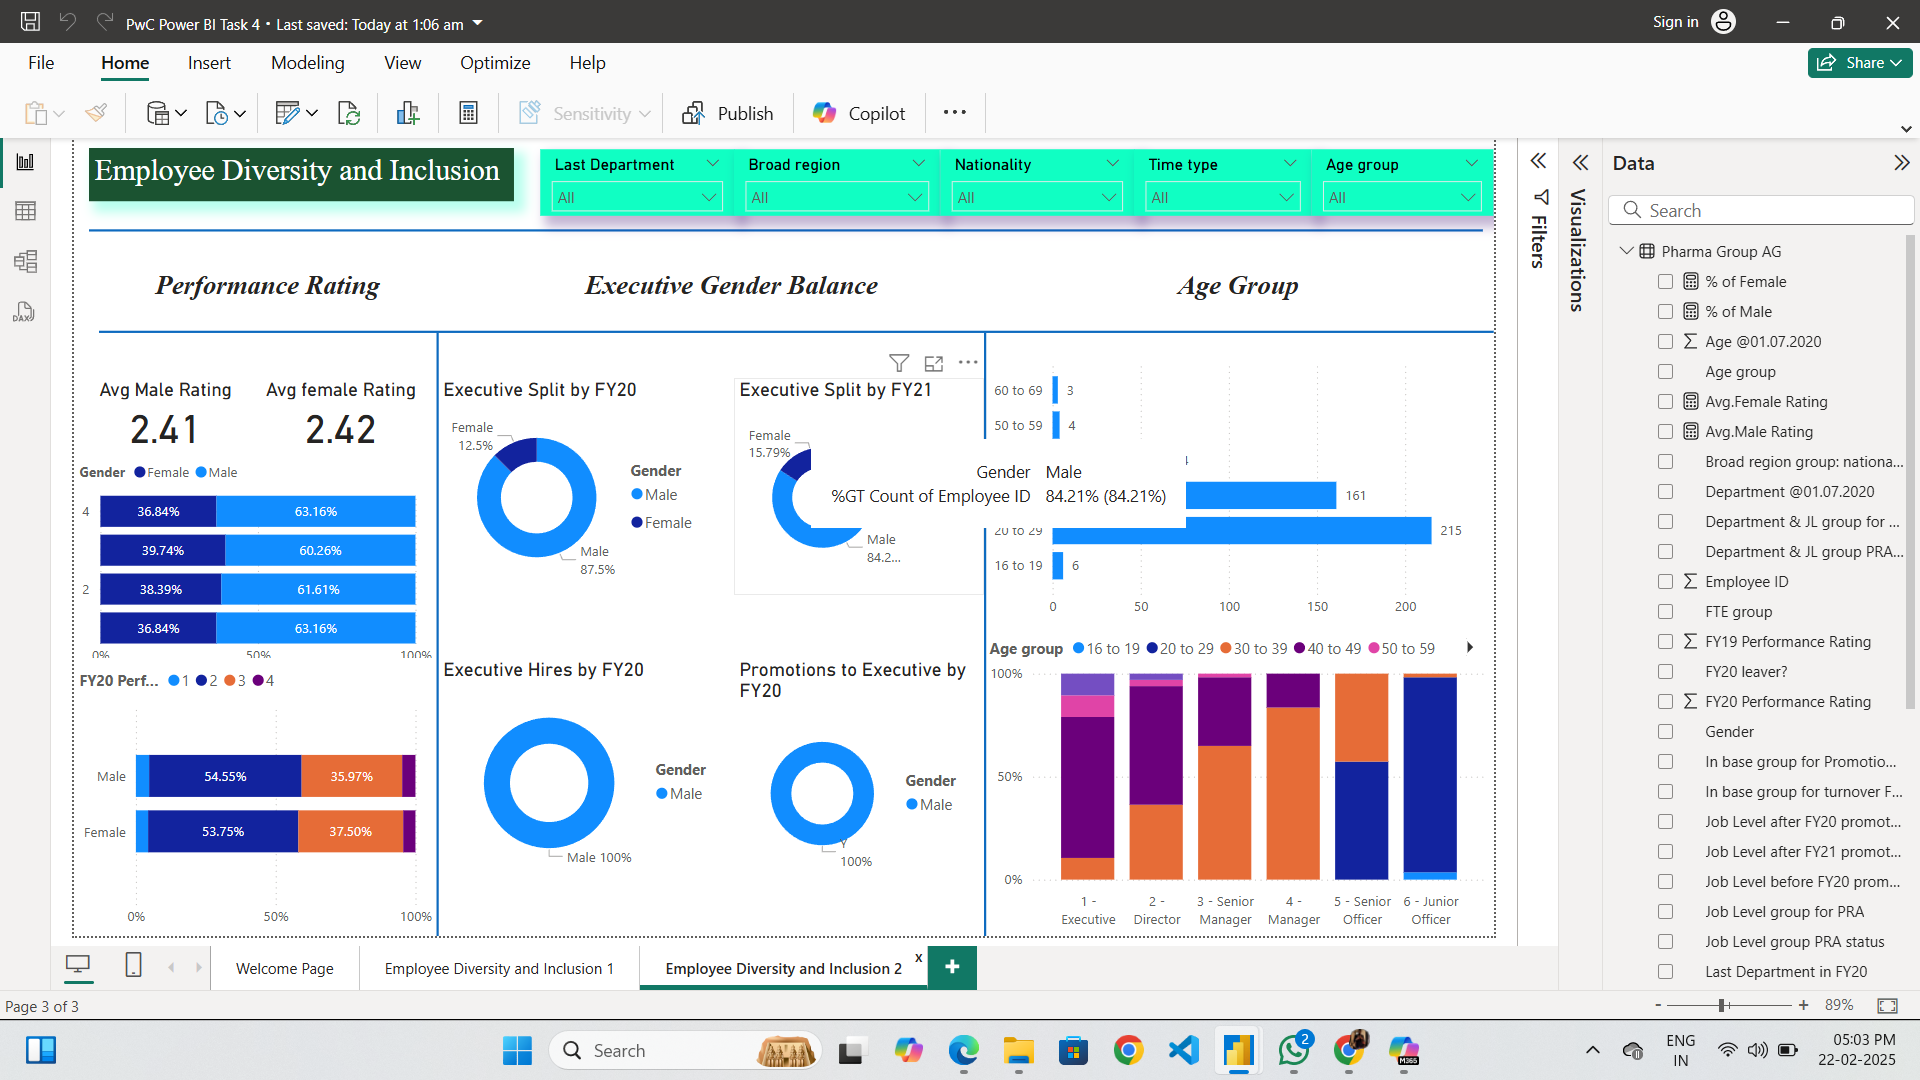 PwC Power BI Task 4 • Last saved: Today at 1:06 am
Sign in
File Home Insert Modeling View Optimize Help
Share
Sensitivity
Publish
Copilot
Employee Diversity and Inclusion
Last Department
All
Broad region
All
Nationality
All
Time type
All
Age group
All
Performance Rating
Executive Gender Balance
Age Group
Avg Male Rating
2.41
Avg female Rating
2.42
Gender Female Male
4 36.84% 63.16%
39.74% 60.26%
2 38.39% 61.61%
36.84% 63.16%
0% 50% 100%
FY20 Perf... 1 2 3 4
Male 54.55% 35.97%
Female 53.75% 37.50%
0% 50% 100%
Executive Split by FY20
Female
12.5%
Male
87.5%
Gender
Male
Female
Executive Split by FY21
Female
15.79%
Male
84.2...
Gender Male
%GT Count of Employee ID 84.21% (84.21%)
Executive Hires by FY20
Male 100%
Gender
Male
Promotions to Executive by
FY20
Y
100%
Gender
Male
60 to 69 3
50 to 59 4
161
20 to 29 215
16 to 19 6
0 50 100 150 200
Age group 16 to 19 20 to 29 30 to 39 40 to 49 50 to 59
100%
50%
0%
1 -
Executive
2 -
Director
3 - Senior
Manager
4 -
Manager
5 - Senior
Officer
6 - Junior
Officer
Filters
Visualizations
Data
Search
Pharma Group AG
% of Female
% of Male
Age @01.07.2020
Age group
Avg.Female Rating
Avg.Male Rating
Broad region group: nationa...
Department @01.07.2020
Department & JL group for ...
Department & JL group PRA...
Employee ID
FTE group
FY19 Performance Rating
FY20 leaver?
FY20 Performance Rating
Gender
In base group for Promotio...
In base group for turnover F...
Job Level after FY20 promot...
Job Level after FY21 promot...
Job Level before FY20 prom...
Job Level group for PRA
Job Level group PRA status
Last Department in FY20
Welcome Page
Employee Diversity and Inclusion 1
Employee Diversity and Inclusion 2
x
+
Page 3 of 3
- + 89%
Search
2
M365
ENG
IN
05:03 PM
22-02-2025